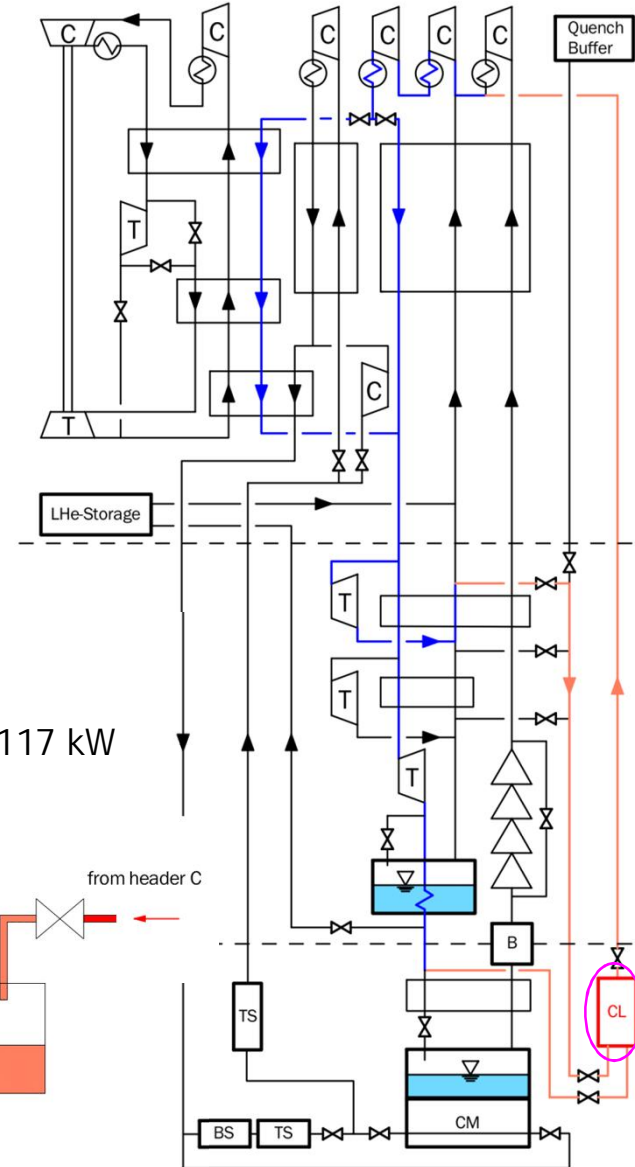 C
C
C
C
C
C
Quench
Buffer
T
C
T
LHe-Storage
T
T
117 kW
T
from header C
B
TS
CL
CM
BS
TS